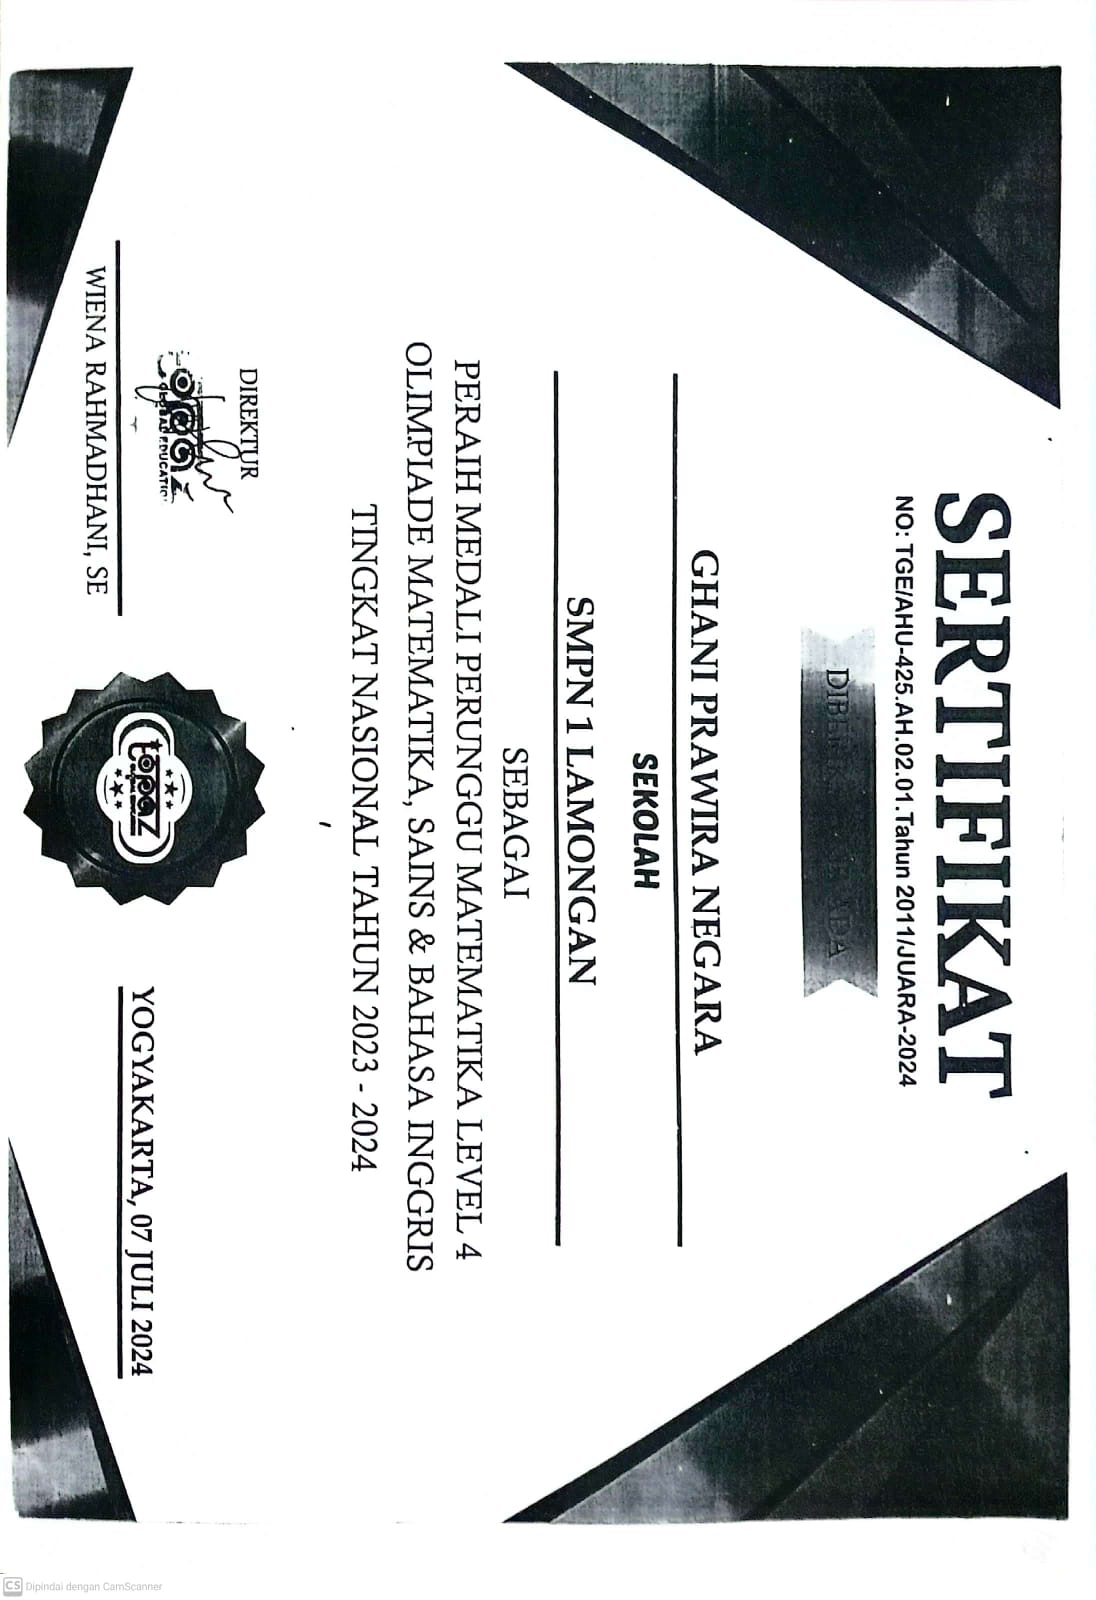 SERTIFIKAT
NO: TGE/AHU-425.AH.02.01.Tahun 2011/JUARA-2024
GHANI PRAWIRA NEGARA
SEKOLAH
SMPN 1 LAMONGAN
SEBAGAI
PERAIH MEDALI PERUNGGU MATEMATIKA LEVEL 4
OLIMPIADE MATEMATIKA, SAINS & BAHASA INGGRIS
TINGKAT NASIONAL TAHUN 2023 - 2024
DIREKTUR
topaz
GLOBAL EDUCATION
WIENA RAHMADHANI, SE
topaz
YOGYAKARTA, 07 JULI 2024
CS Dipindai dengan CamScanner